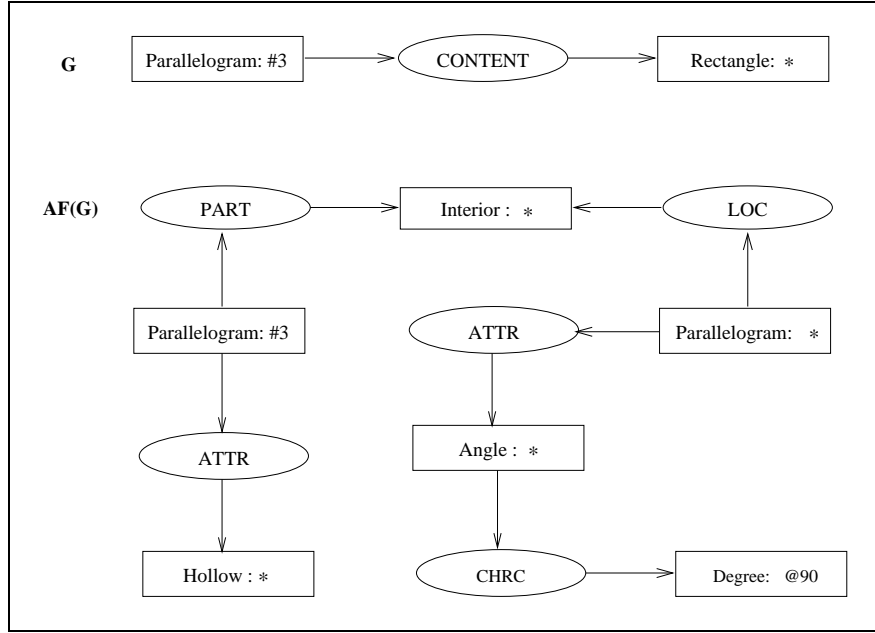 G
Parallelogram: #3
CONTENT
Rectangle: *
AF(G)
PART
Interior : *
LOC
Parallelogram: #3
ATTR
Parallelogram: *
ATTR
Angle : *
Hollow : *
CHRC
Degree: @90